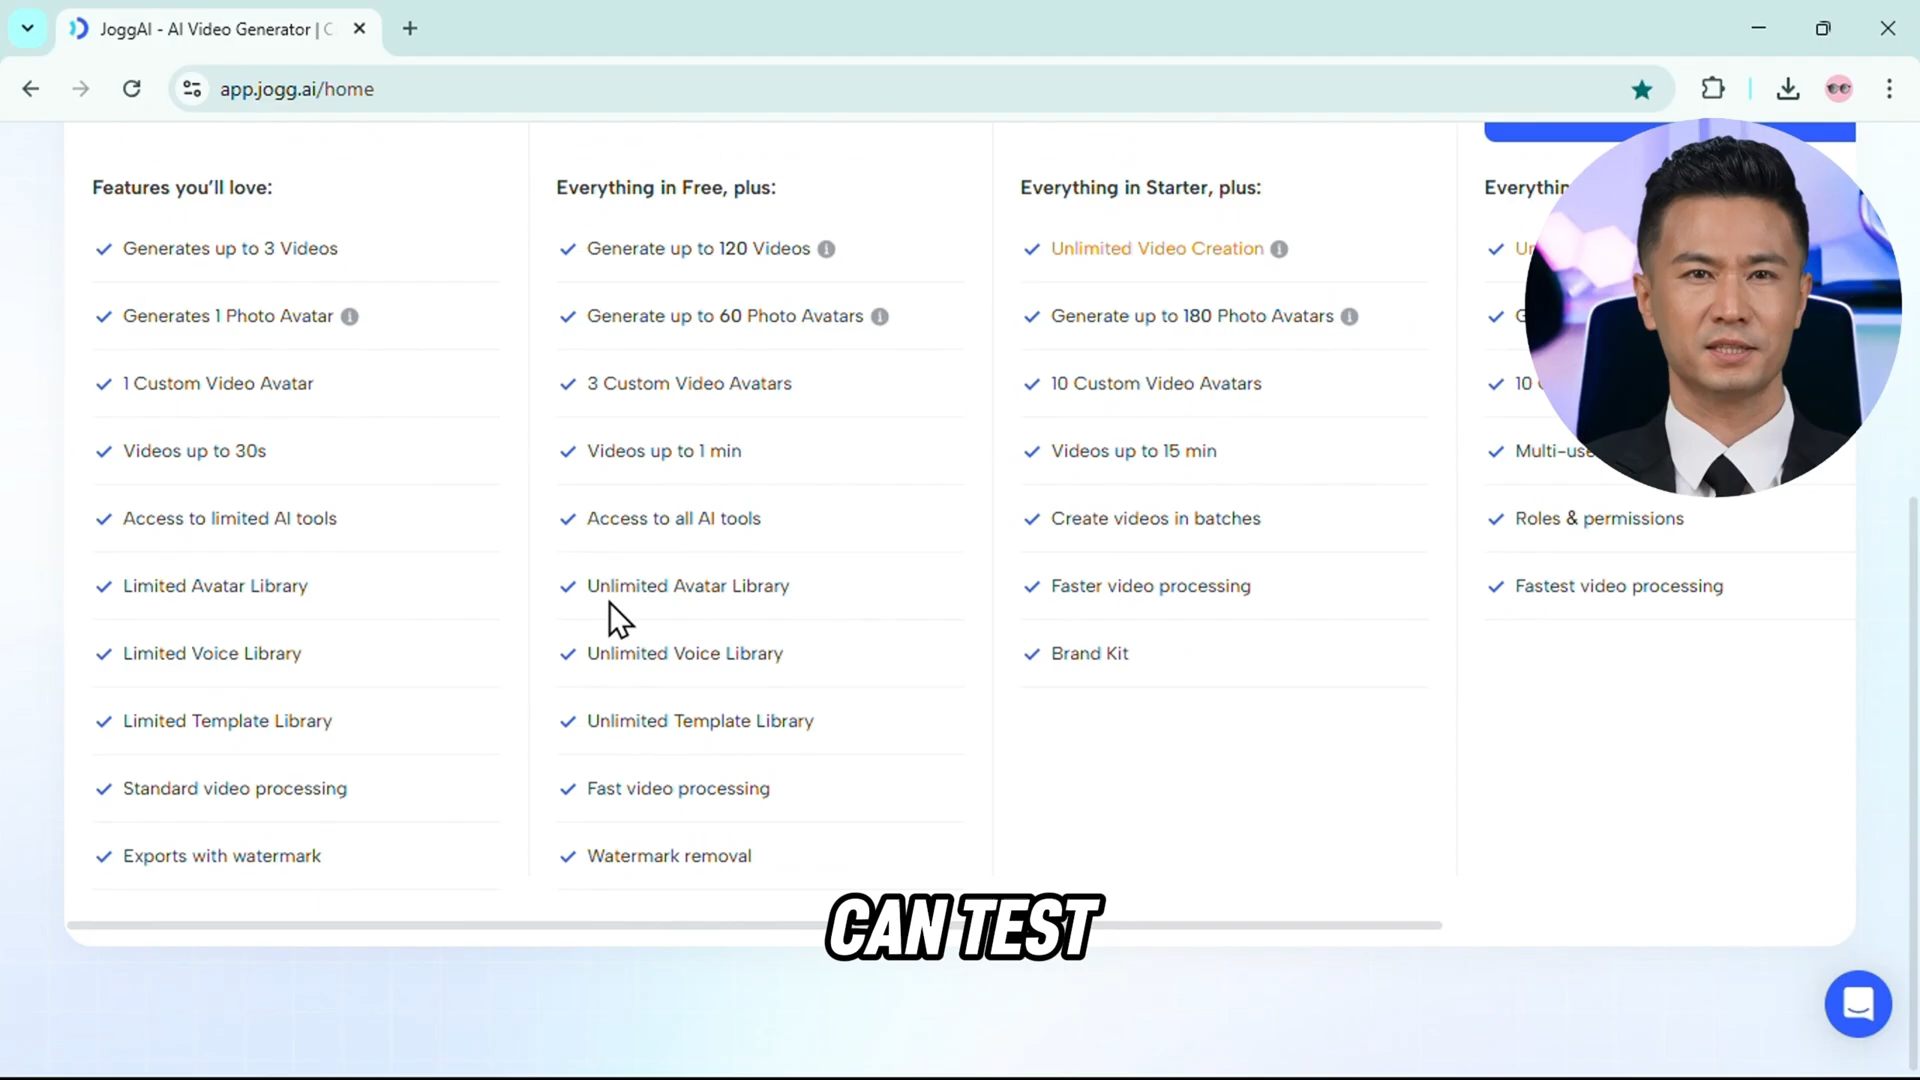 JoggAI - AI Video Generator | C
app.jogg.ai/home
Features you'll love:
Generates up to 3 Videos
Generates 1 Photo Avatar
1 Custom Video Avatar
Videos up to 30s
Access to limited AI tools
Limited Avatar Library
Limited Voice Library
Limited Template Library
Standard video processing
Exports with watermark
Everything in Free, plus:
Generate up to 120 Videos
Generate up to 60 Photo Avatars
3 Custom Video Avatars
Videos up to 1 min
Access to all AI tools
Unlimited Avatar Library
Unlimited Voice Library
Unlimited Template Library
Fast video processing
Watermark removal
Everything in Starter, plus:
Unlimited Video Creation
Generate up to 180 Photo Avatars
10 Custom Video Avatars
Videos up to 15 min
Create videos in batches
Faster video processing
Brand Kit
Everythin
Un
G
10
Multi-use
Roles & permissions
Fastest video processing
CAN TEST